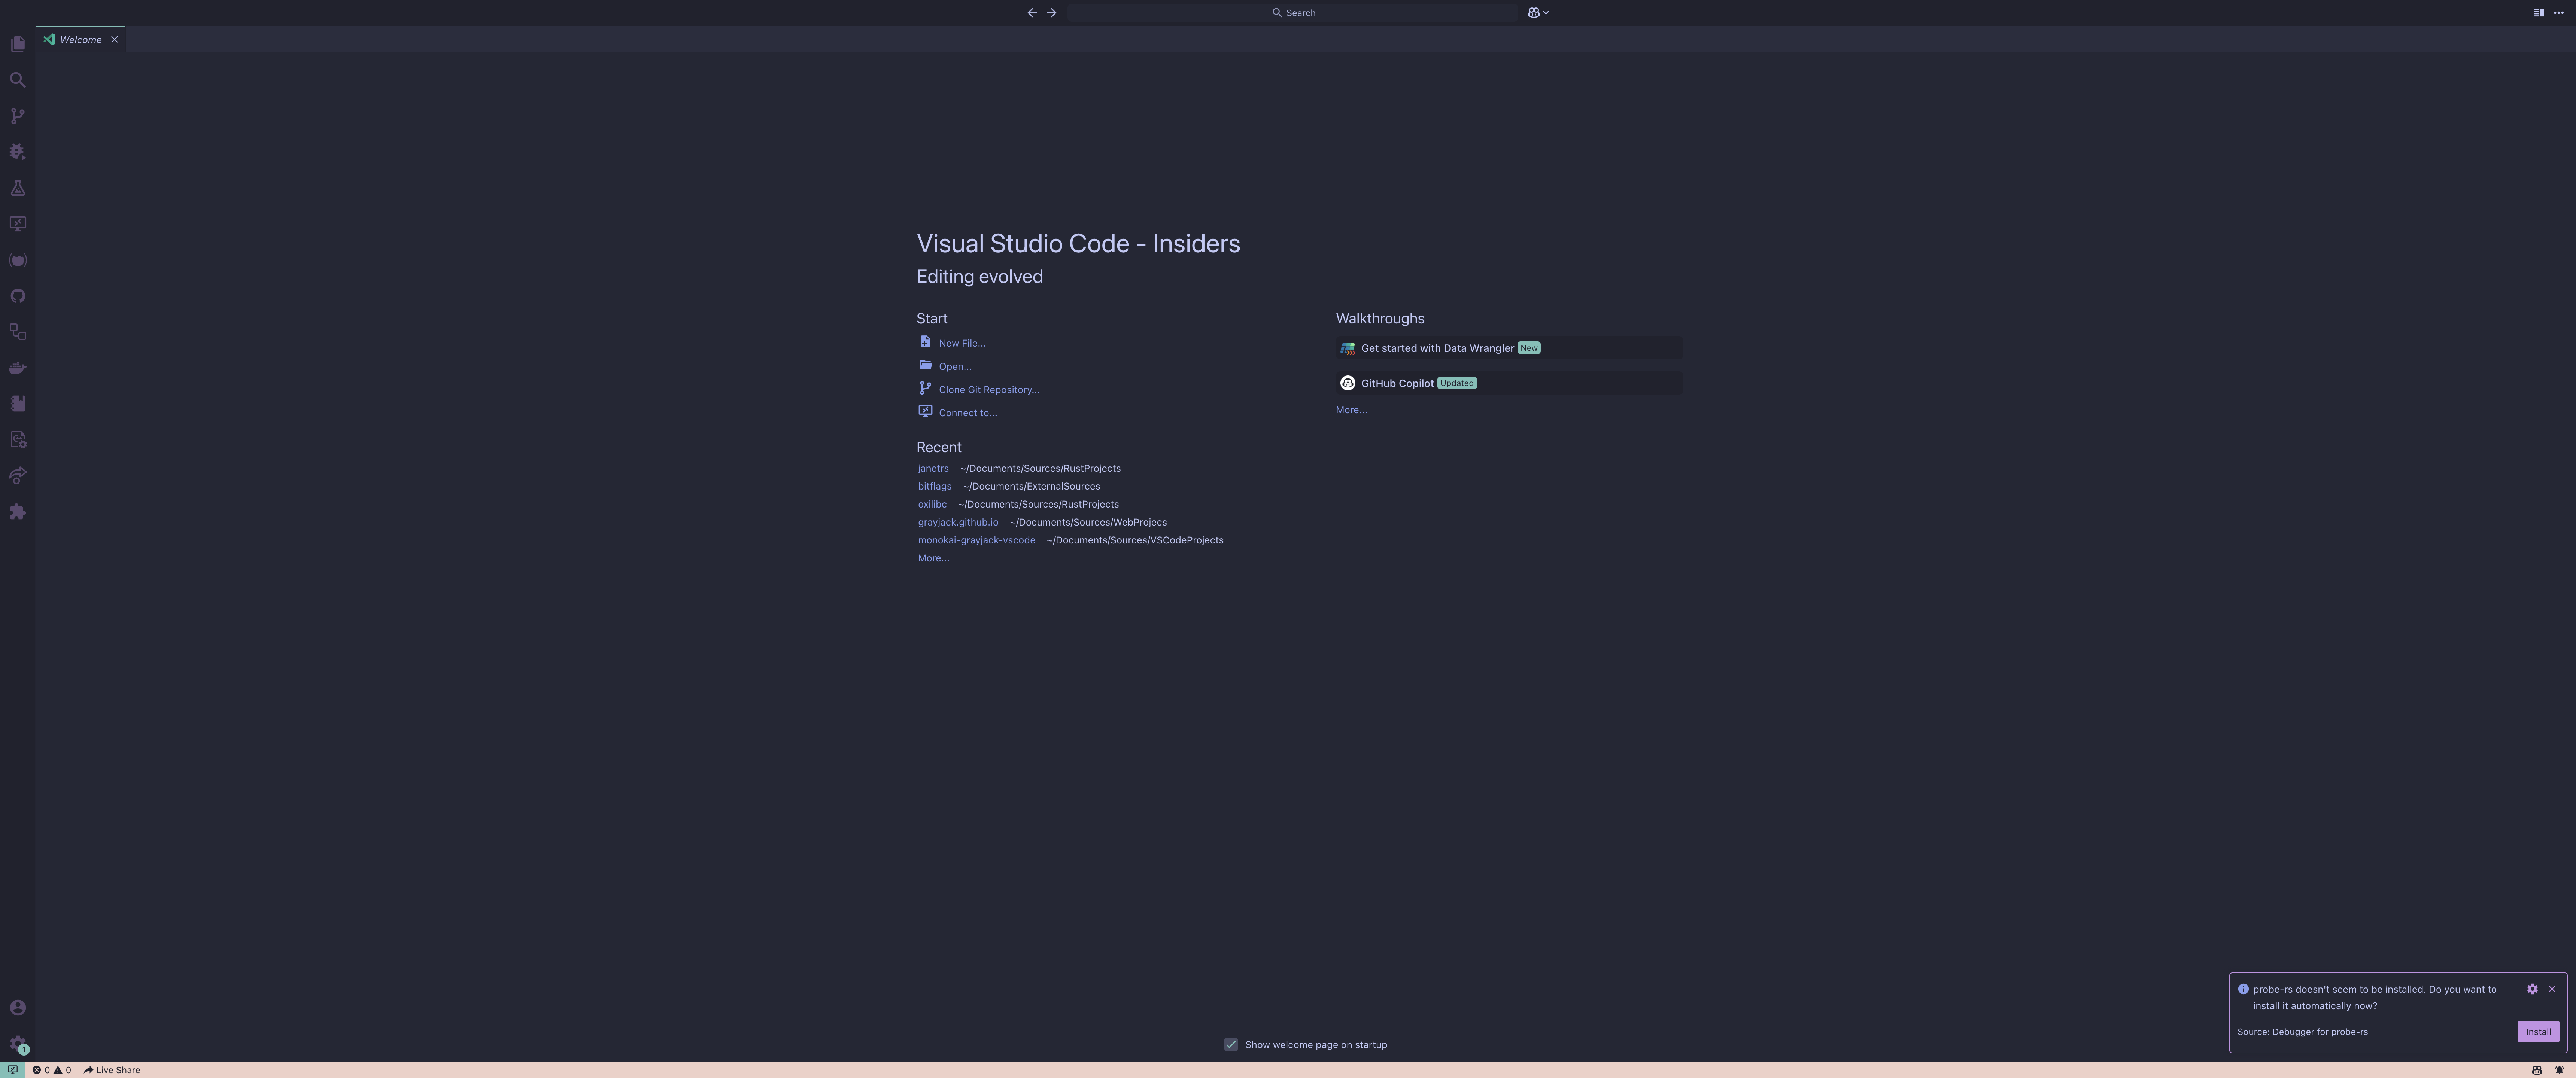 Search
Welcome
Visual Studio Code - Insiders
Editing evolved
Start
New File...
Open...
Clone Git Repository...
Connect to...
Recent
janetrs ~/Documents/Sources/RustProjects
bitflags ~/Documents/ExternalSources
oxilibc ~/Documents/Sources/RustProjects
grayjack.github.io ~/Documents/Sources/WebProjecs
monokai-grayjack-vscode ~/Documents/Sources/VSCodeProjects
More...
Walkthroughs
Get started with Data Wrangler New
GitHub Copilot Updated
More...
probe-rs doesn't seem to be installed. Do you want to
install it automatically now?
Source: Debugger for probe-rs Install
Show welcome page on startup
1
0 0 Live Share